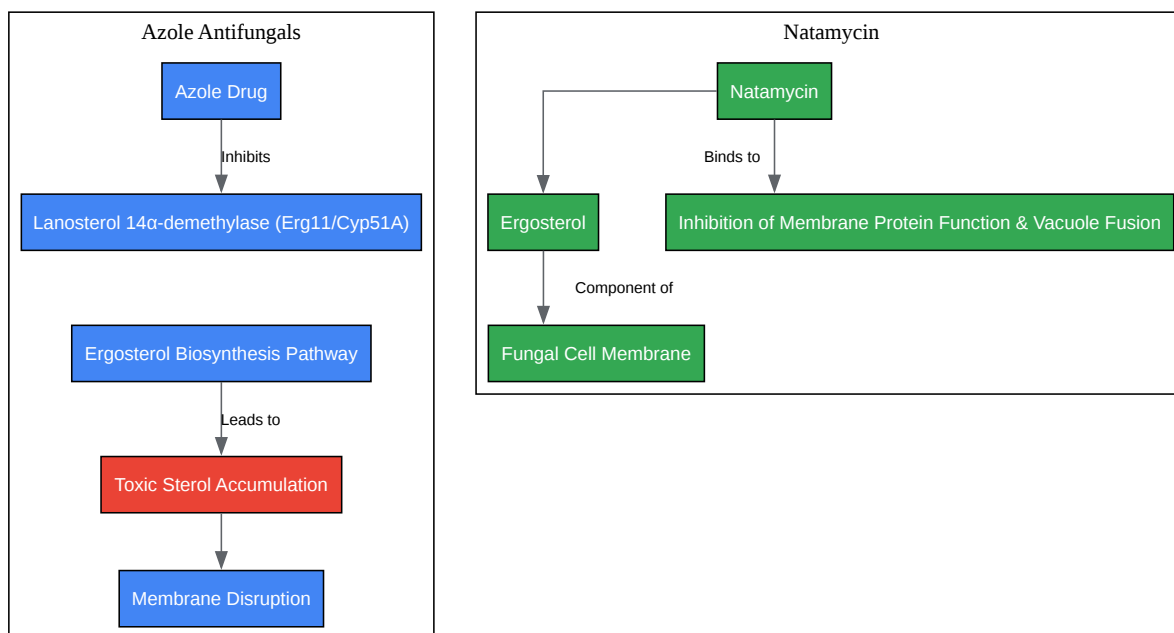 Azole Antifungals
Azole Drug
Inhibits
Lanosterol 14α-demethylase (Erg11/Cyp51A)
Ergosterol Biosynthesis Pathway
Leads to
Toxic Sterol Accumulation
Membrane Disruption
Natamycin
Natamycin
Binds to
Ergosterol
Inhibition of Membrane Protein Function & Vacuole Fusion
Component of
Fungal Cell Membrane